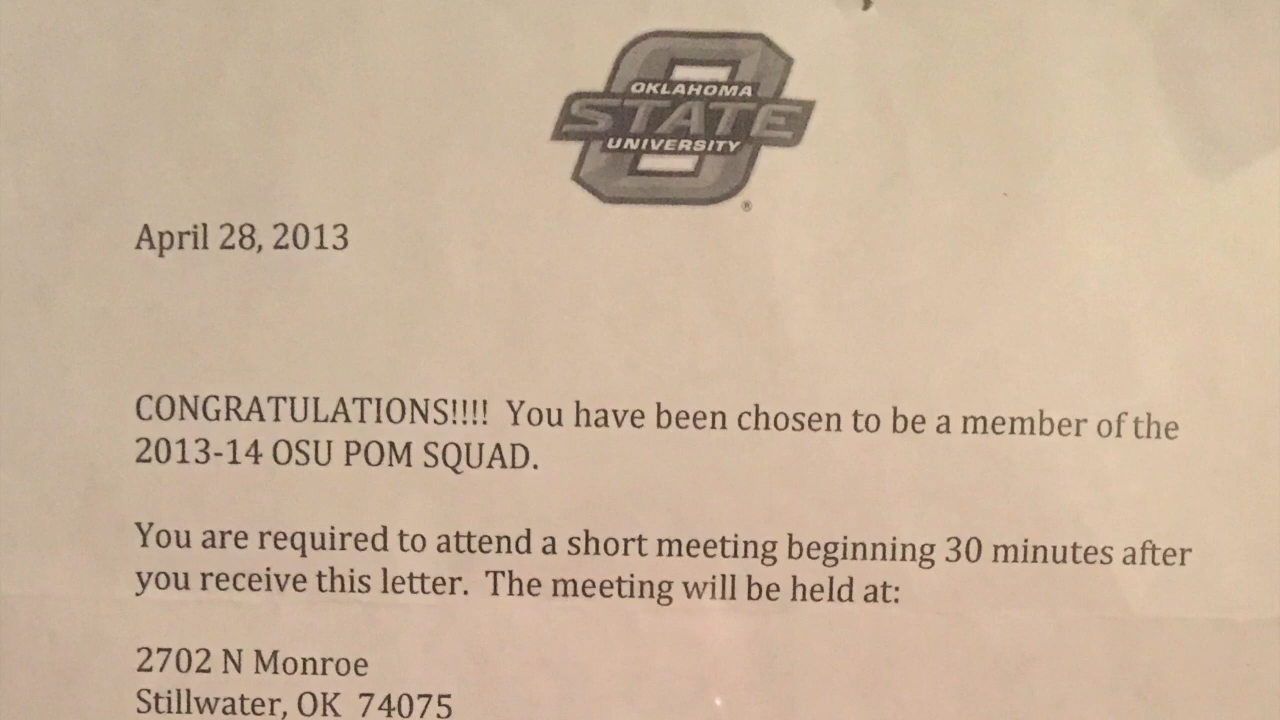 OKLAHOMA
STATE
UNIVERSITY
®
April 28, 2013
CONGRATULATIONS!!!! You have been chosen to be a member of the
2013-14 OSU POM SQUAD.
You are required to attend a short meeting beginning 30 minutes after
you receive this letter. The meeting will be held at:
2702 N Monroe
Stillwater, OK 74075